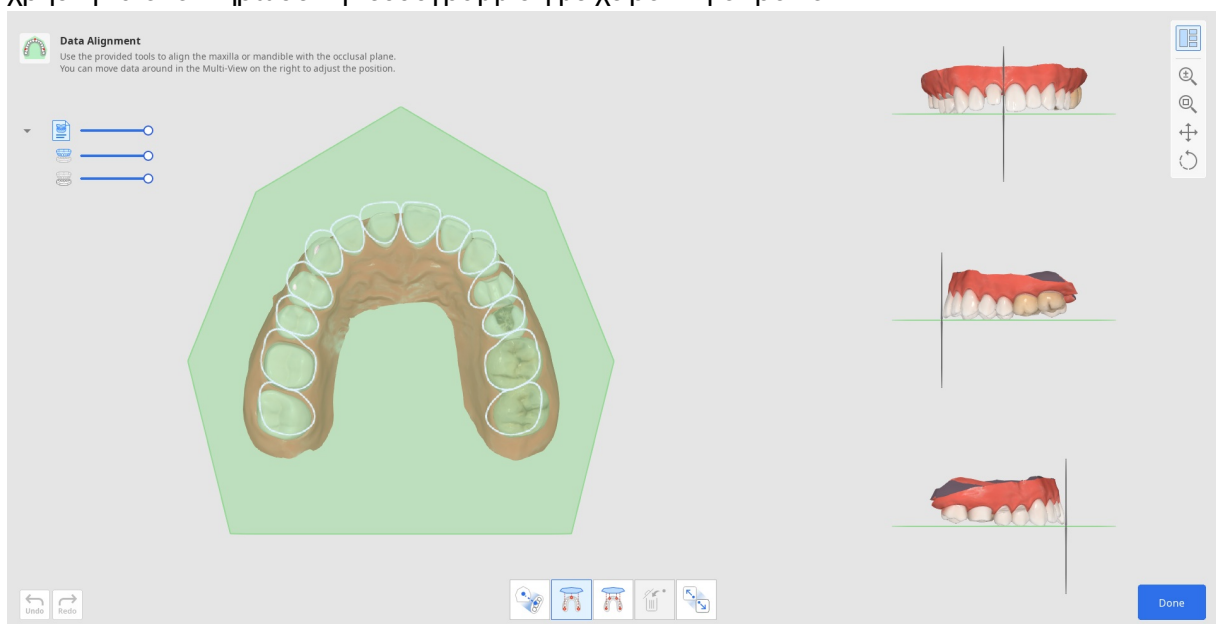 Data Alignment
Use the provided tools to align the maxilla or mandible with the occlusal plane.
You can move data around in the Multi-View on the right to adjust the position.
Undo
Redo
Done